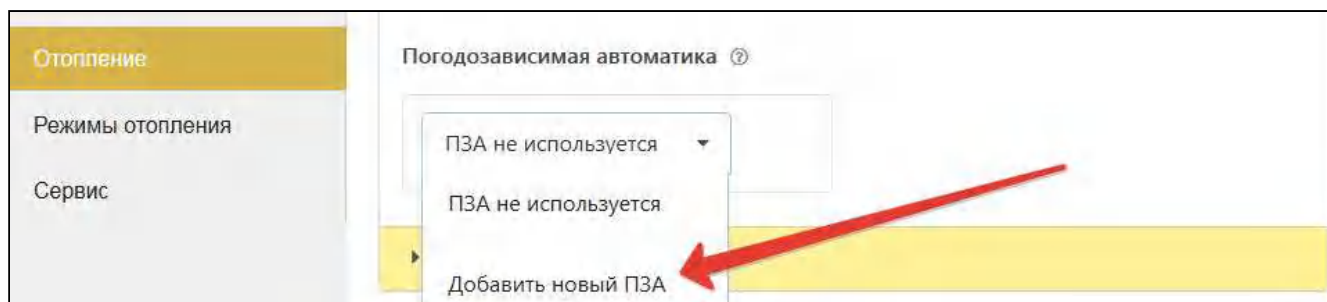 Отопление
Режимы отопления
Сервис
Погодозависимая автоматика
ПЗА не используется
ПЗА не используется
Добавить новый ПЗА